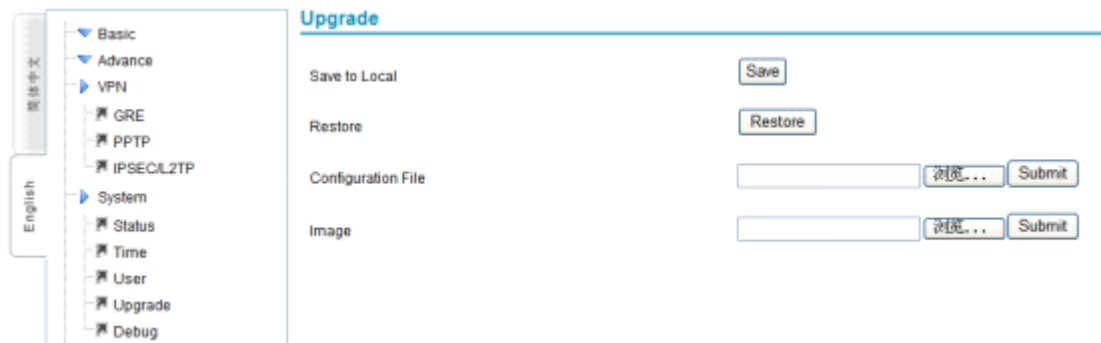 简体中文
English
Basic
Advance
VPN
GRE
PPTP
IPSEC/L2TP
System
Status
Time
User
Upgrade
Debug
Upgrade
Save to Local Save
Restore Restore
Configuration File 浏览... Submit
Image 浏览... Submit